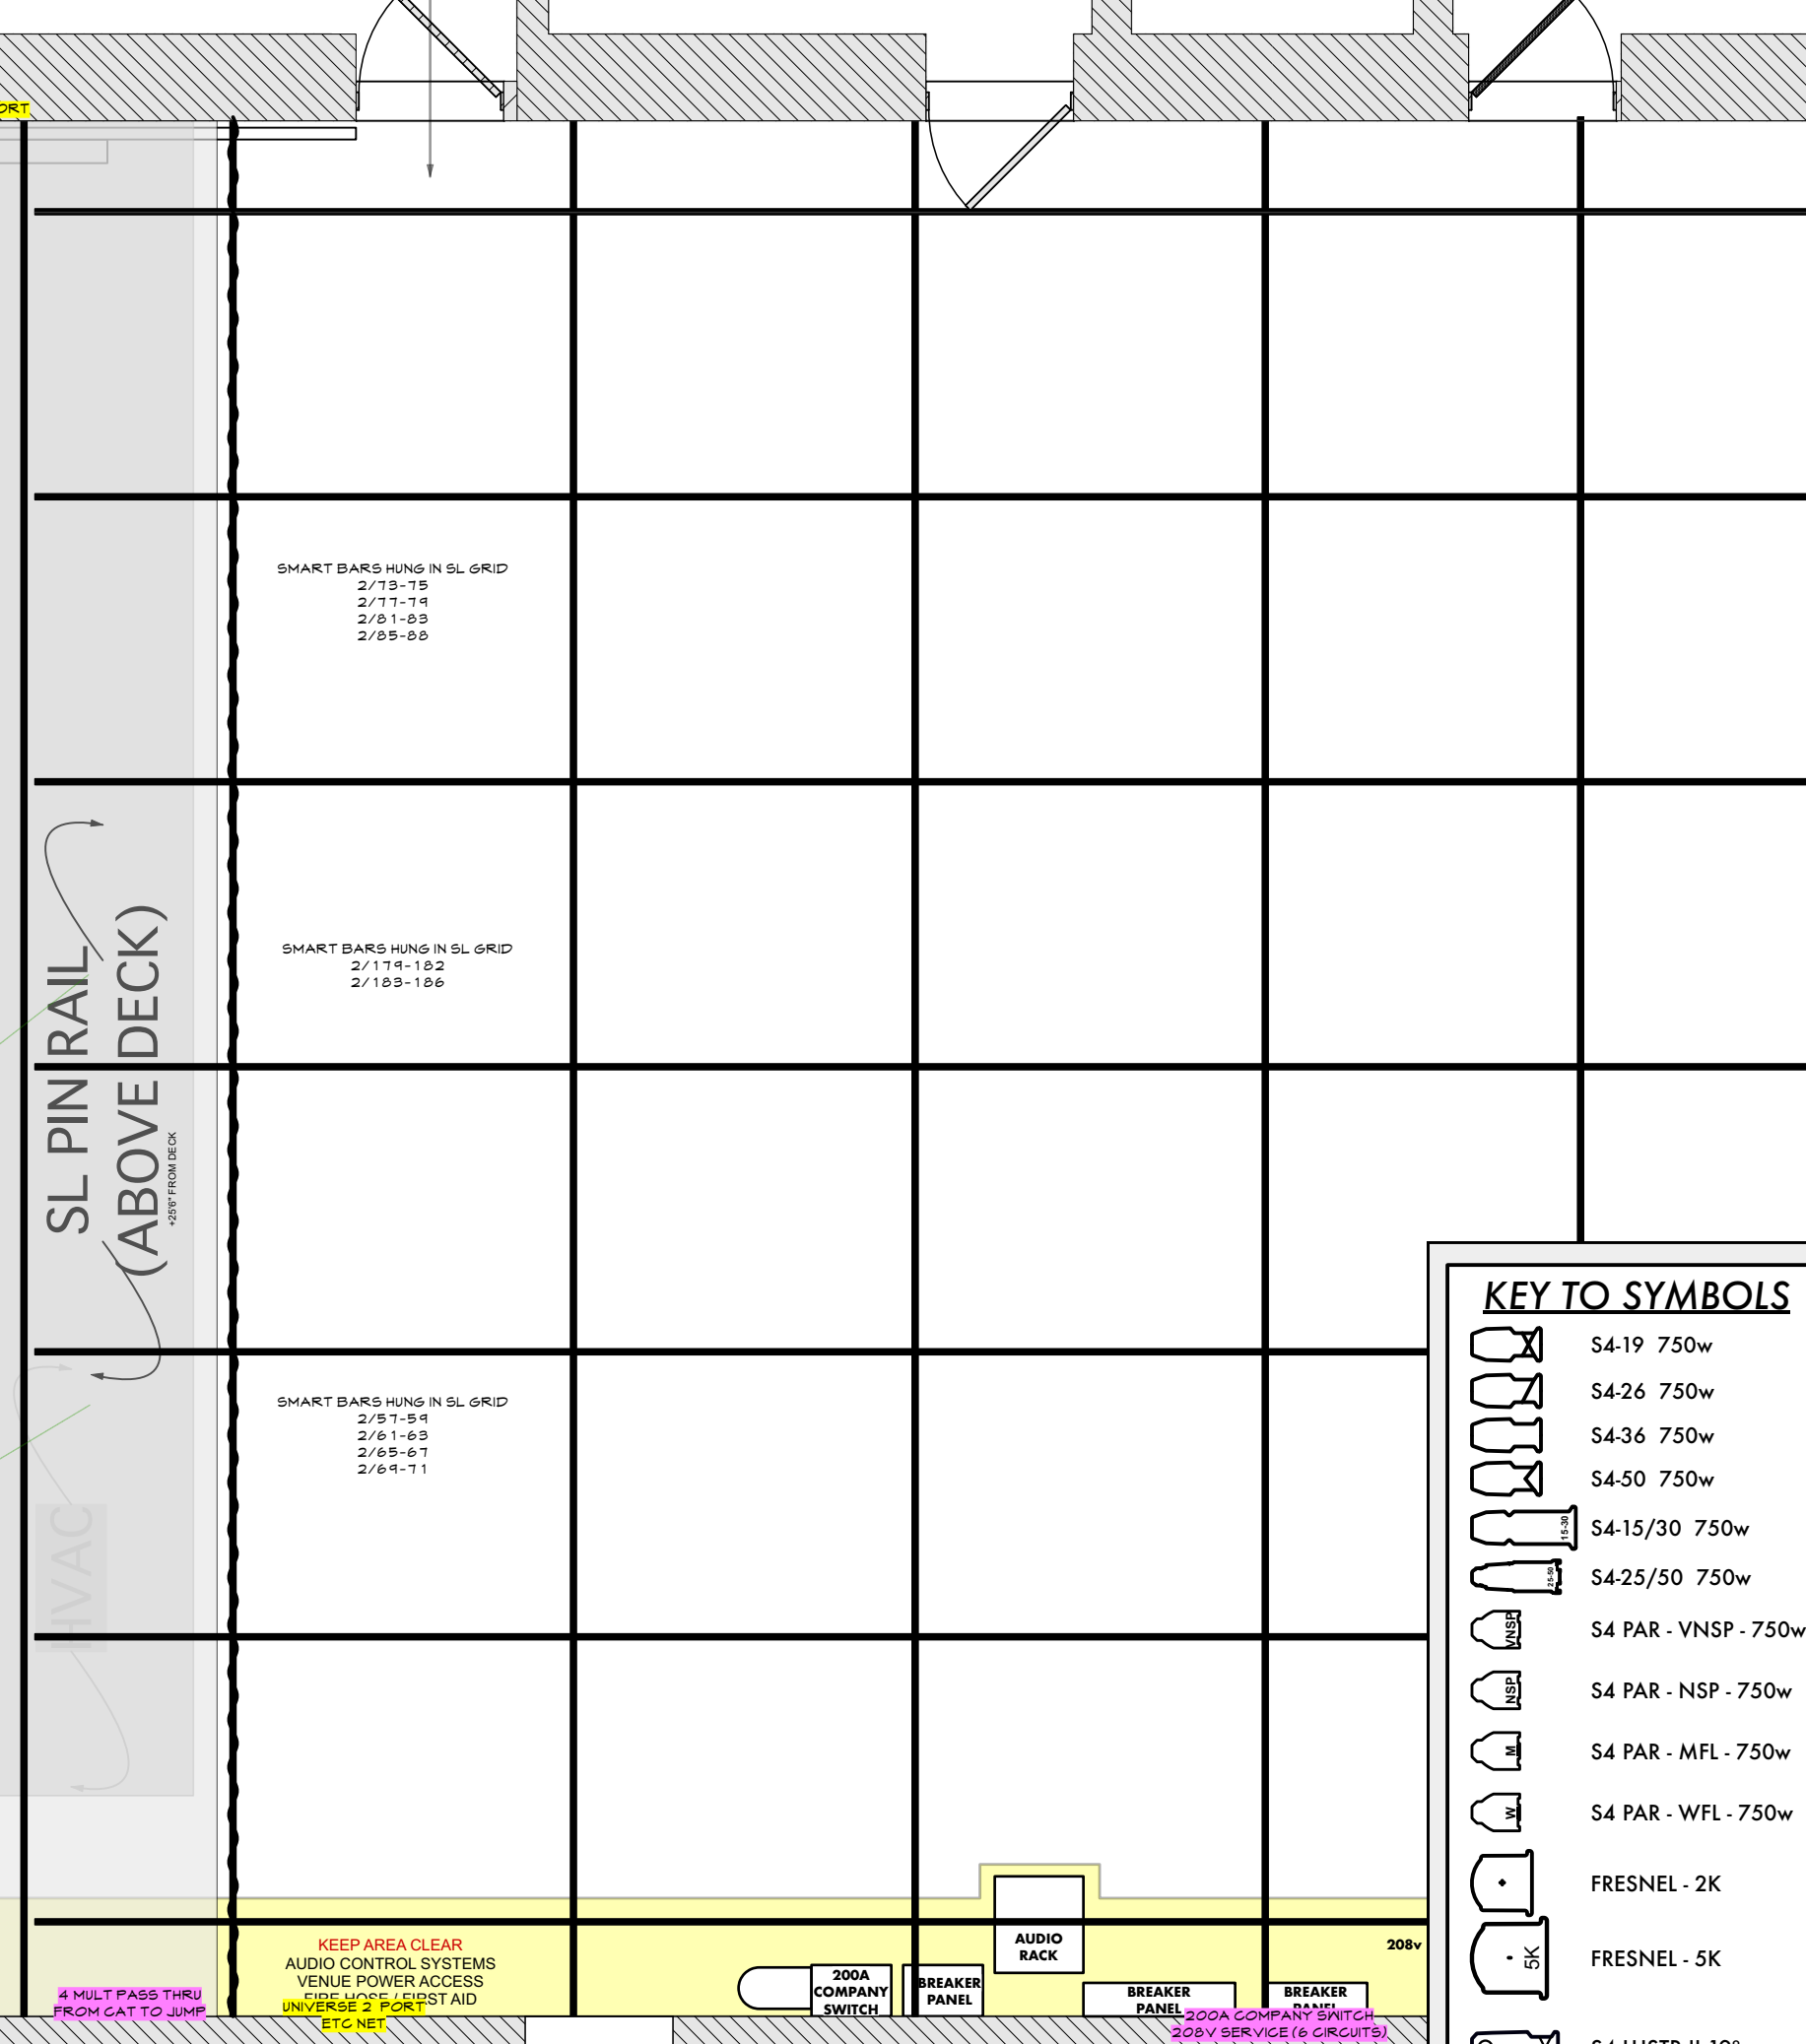 ORT
SMART BARS HUNG IN SL GRID
2/73-75
2/77-79
2/81-83
2/85-88
SL PIN RAIL
(ABOVE DECK)
+25'6" FROM DECK
SMART BARS HUNG IN SL GRID
2/179-182
2/183-186
SMART BARS HUNG IN SL GRID
2/57-59
2/61-63
2/65-67
2/69-71
HVAC
KEEP AREA CLEAR
AUDIO CONTROL SYSTEMS
VENUE POWER ACCESS
FIRE HOSE / FIRST AID
UNIVERSE 2 PORT
ETC NET
4 MULT PASS THRU
FROM CAT TO JUMP
200A
COMPANY
SWITCH
BREAKER
PANEL
AUDIO
RACK
BREAKER
PANEL
BREAKER
PANEL
208v
200A COMPANY SWITCH
208V SERVICE (6 CIRCUITS)
KEY TO SYMBOLS
S4-19 750w
S4-26 750w
S4-36 750w
S4-50 750w
15-30
S4-15/30 750w
25-50
S4-25/50 750w
VNSP
S4 PAR - VNSP - 750w
NSP
S4 PAR - NSP - 750w
M
S4 PAR - MFL - 750w
W
S4 PAR - WFL - 750w
FRESNEL - 2K
5K
FRESNEL - 5K